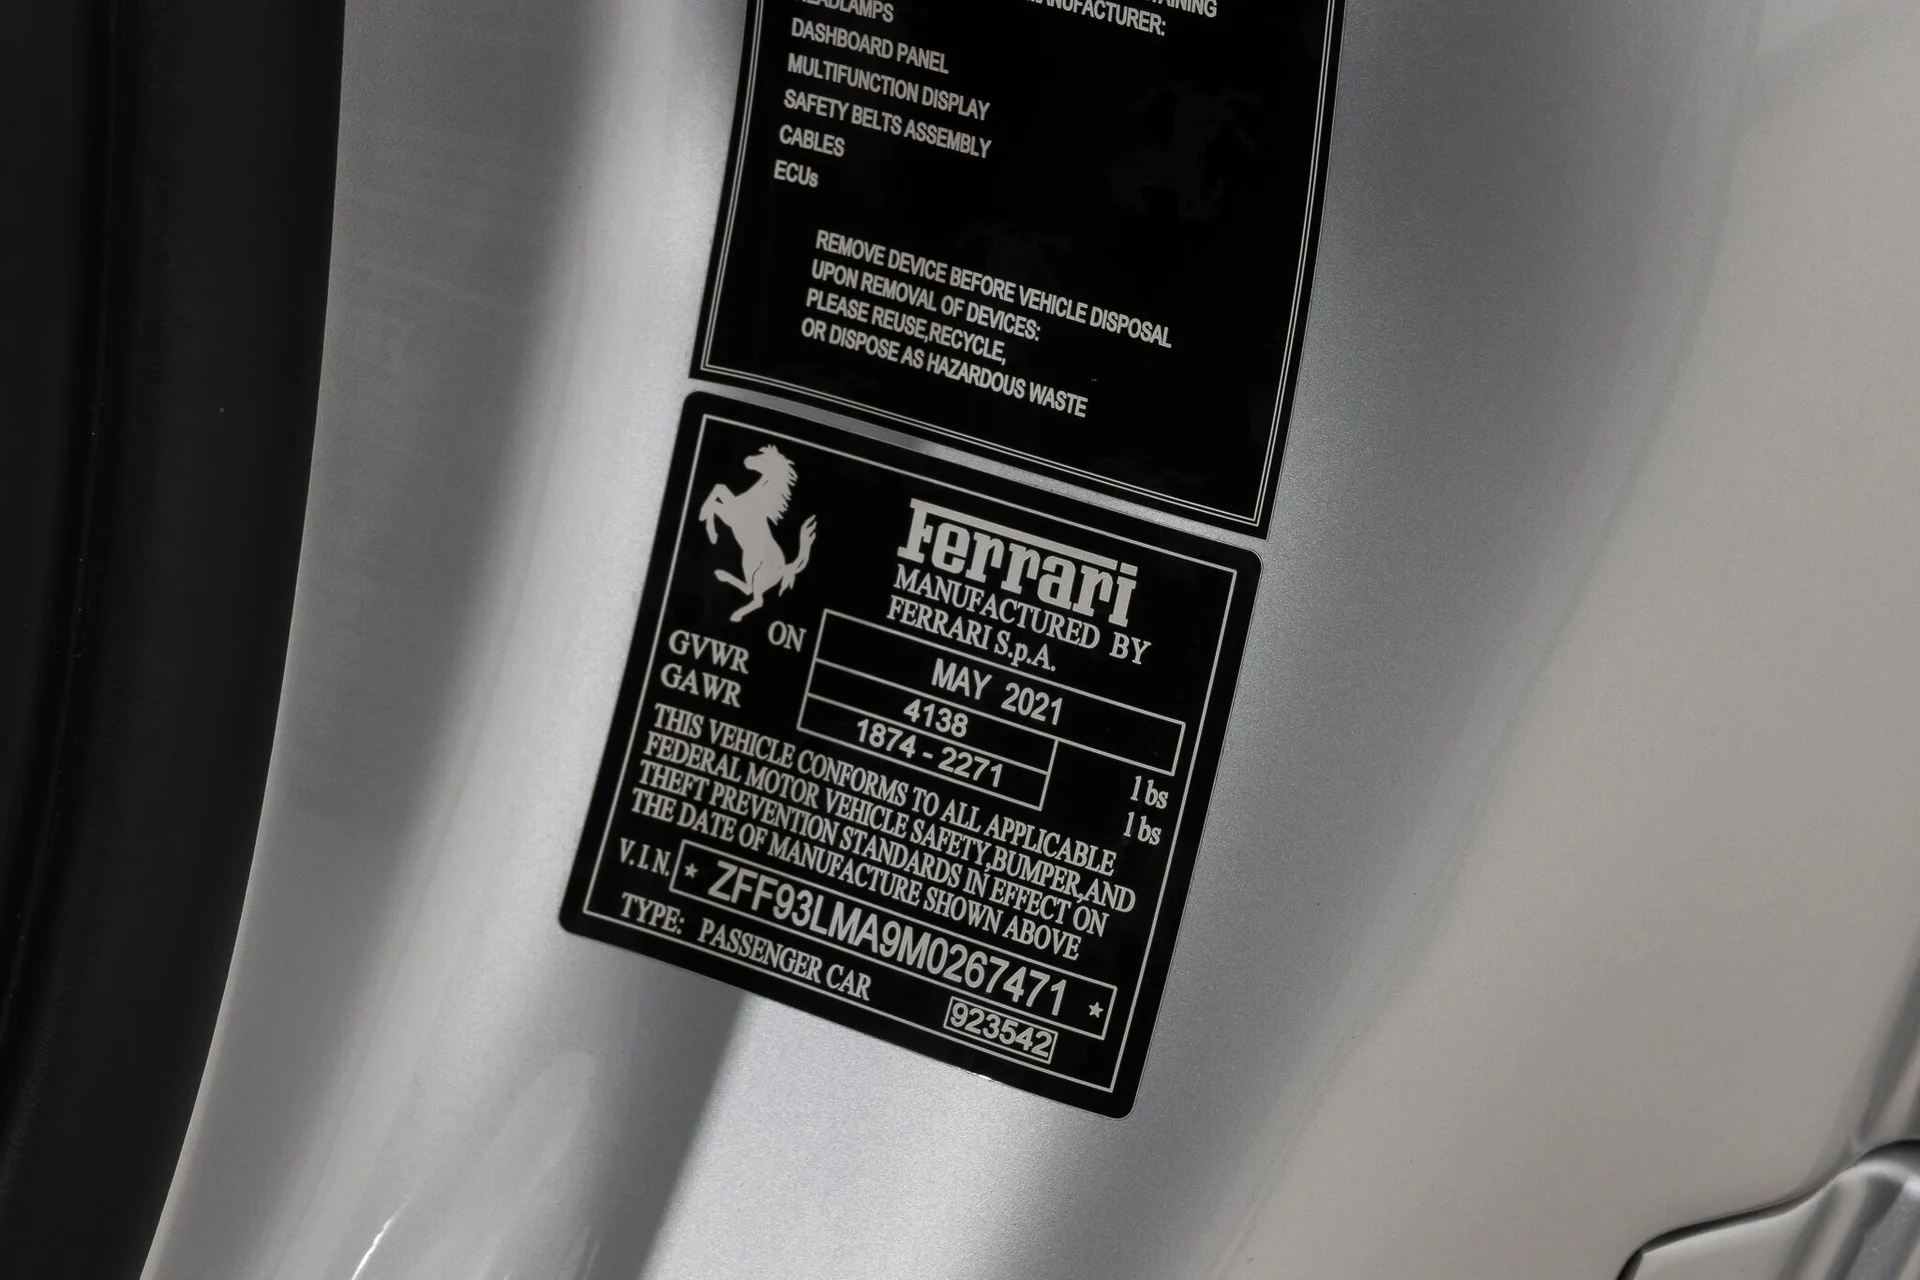 MANUFACTURER:
HEADLAMPS
DASHBOARD PANEL
MULTIFUNCTION DISPLAY
SAFETY BELTS ASSEMBLY
CABLES
ECUs
REMOVE DEVICE BEFORE VEHICLE DISPOSAL
UPON REMOVAL OF DEVICES:
PLEASE REUSE,RECYCLE,
OR DISPOSE AS HAZARDOUS WASTE
Ferrari
MANUFACTURED BY
FERRARI S.p.A.
ON MAY 2021
GVWR 4138 lbs
GAWR 1874 - 2271 lbs
THIS VEHICLE CONFORMS TO ALL APPLICABLE
FEDERAL MOTOR VEHICLE SAFETY,BUMPER,AND
THEFT PREVENTION STANDARDS IN EFFECT ON
THE DATE OF MANUFACTURE SHOWN ABOVE
V.I.N. ★ ZFF93LMA9M0267471 ★
TYPE: PASSENGER CAR
923542